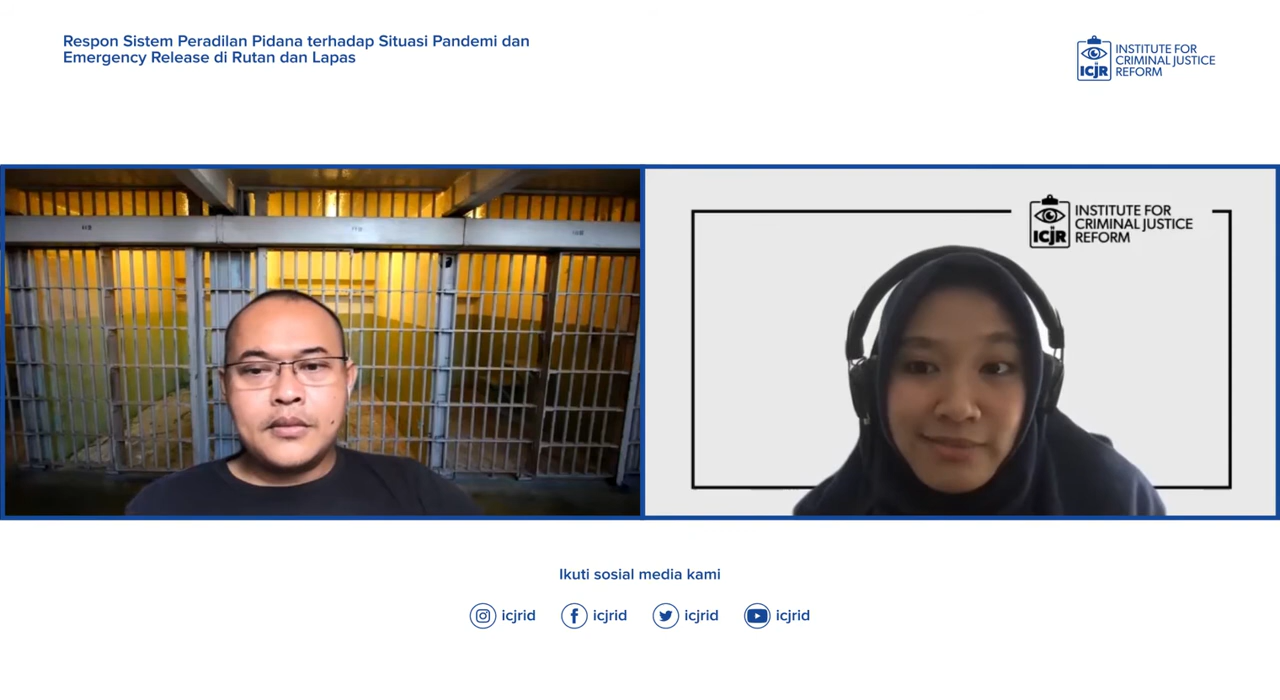 Respon Sistem Peradilan Pidana terhadap Situasi Pandemi dan
Emergency Release di Rutan dan Lapas
ICJR
INSTITUTE FOR
CRIMINAL JUSTICE
REFORM
ICJR
INSTITUTE FOR
CRIMINAL JUSTICE
REFORM
Ikuti sosial media kami
icjrid icjrid icjrid icjrid